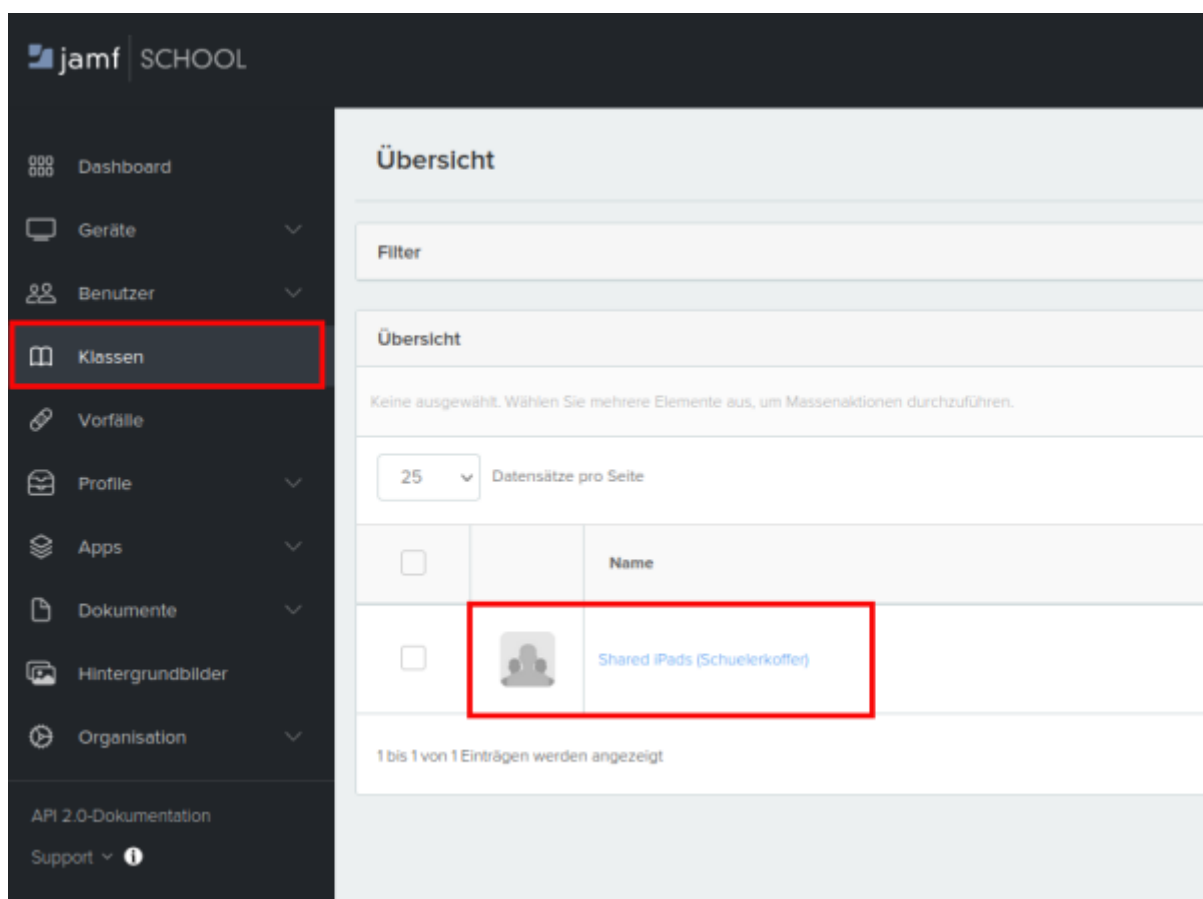 jamf SCHOOL
Dashboard
Geräte
Benutzer
Klassen
Vorfälle
Profile
Apps
Dokumente
Hintergrundbilder
Organisation
API 2.0-Dokumentation
Support
Übersicht
Filter
Übersicht
Keine ausgewählt. Wählen Sie mehrere Elemente aus, um Massenaktionen durchzuführen.
25 Datensätze pro Seite
Name
Shared iPads (Schuelerkoffer)
1 bis 1 von 1 Einträgen werden angezeigt